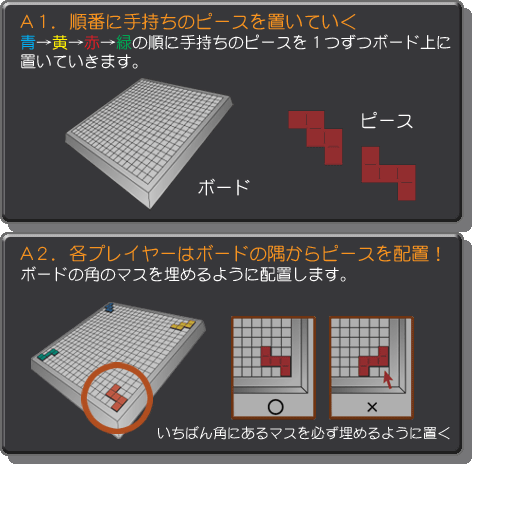 A1. 順番に手持ちのピースを置いていく
青→黄→赤→緑の順に手持ちのピースを1つずつボード上に
置いていきます。
ピース
ボード
A2. 各プレイヤーはボードの隅からピースを配置！
ボードの角のマスを埋めるように配置します。
○
×
いちばん角にあるマスを必ず埋めるように置く